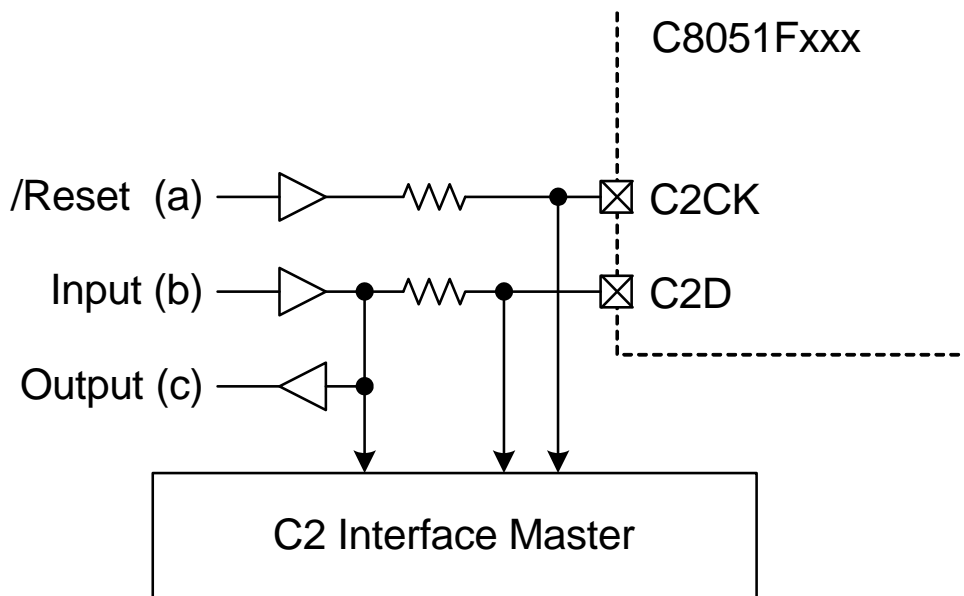 C8051Fxxx
/Reset (a)
C2CK
Input (b)
C2D
Output (c)
C2 Interface Master